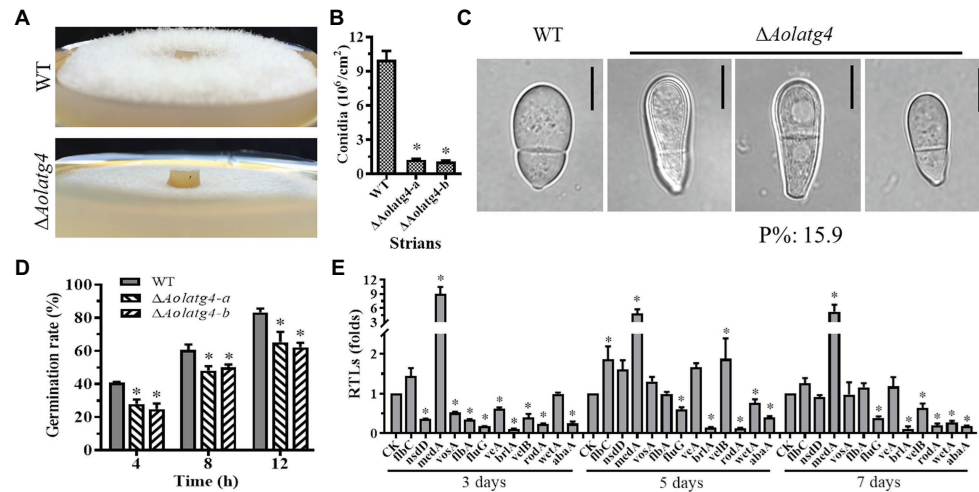 A
WT
ΔAolatg4
B
Conidia (10⁶/cm²)
15
12
9
6
3
0
*
*
WT
ΔAolatg4-a
ΔAolatg4-b
Strians
C
WT
ΔAolatg4
P%: 15.9
D
Germination rate (%)
100
80
60
40
20
0
WT
ΔAolatg4-a
ΔAolatg4-b
* *
* *
* *
4 8 12
Time (h)
E
RTLs (folds)
12
9
6
3
2
1
0
CK flbC nsdD medA vosA flbA fluG veA brlA velB rodA wetA abaA
CK flbC nsdD medA vosA flbA fluG veA brlA velB rodA wetA abaA
CK flbC nsdD medA vosA flbA fluG veA brlA velB rodA wetA abaA
3 days 5 days 7 days